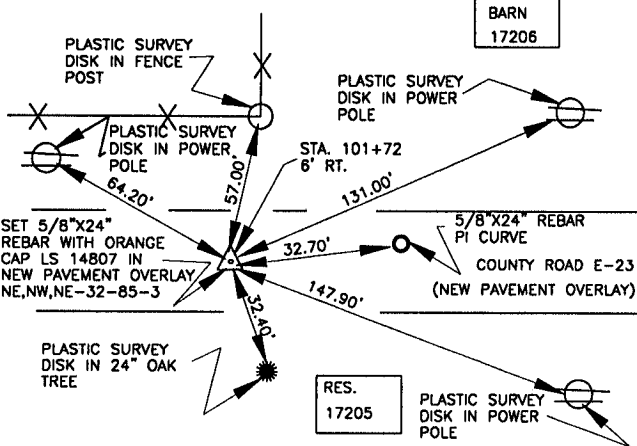 BARN
17206
PLASTIC SURVEY
DISK IN FENCE
POST
PLASTIC SURVEY
DISK IN POWER
POLE
PLASTIC SURVEY
DISK IN POWER
POLE
STA. 101+72
6' RT.
64.20'
57.00'
131.00'
SET 5/8"X24"
REBAR WITH ORANGE
CAP LS 14807 IN
NEW PAVEMENT OVERLAY
NE,NW,NE-32-85-3
32.70'
5/8"X24" REBAR
PI CURVE
COUNTY ROAD E-23
(NEW PAVEMENT OVERLAY)
147.90'
32.40'
PLASTIC SURVEY
DISK IN 24" OAK
TREE
RES.
17205
PLASTIC SURVEY
DISK IN POWER
POLE